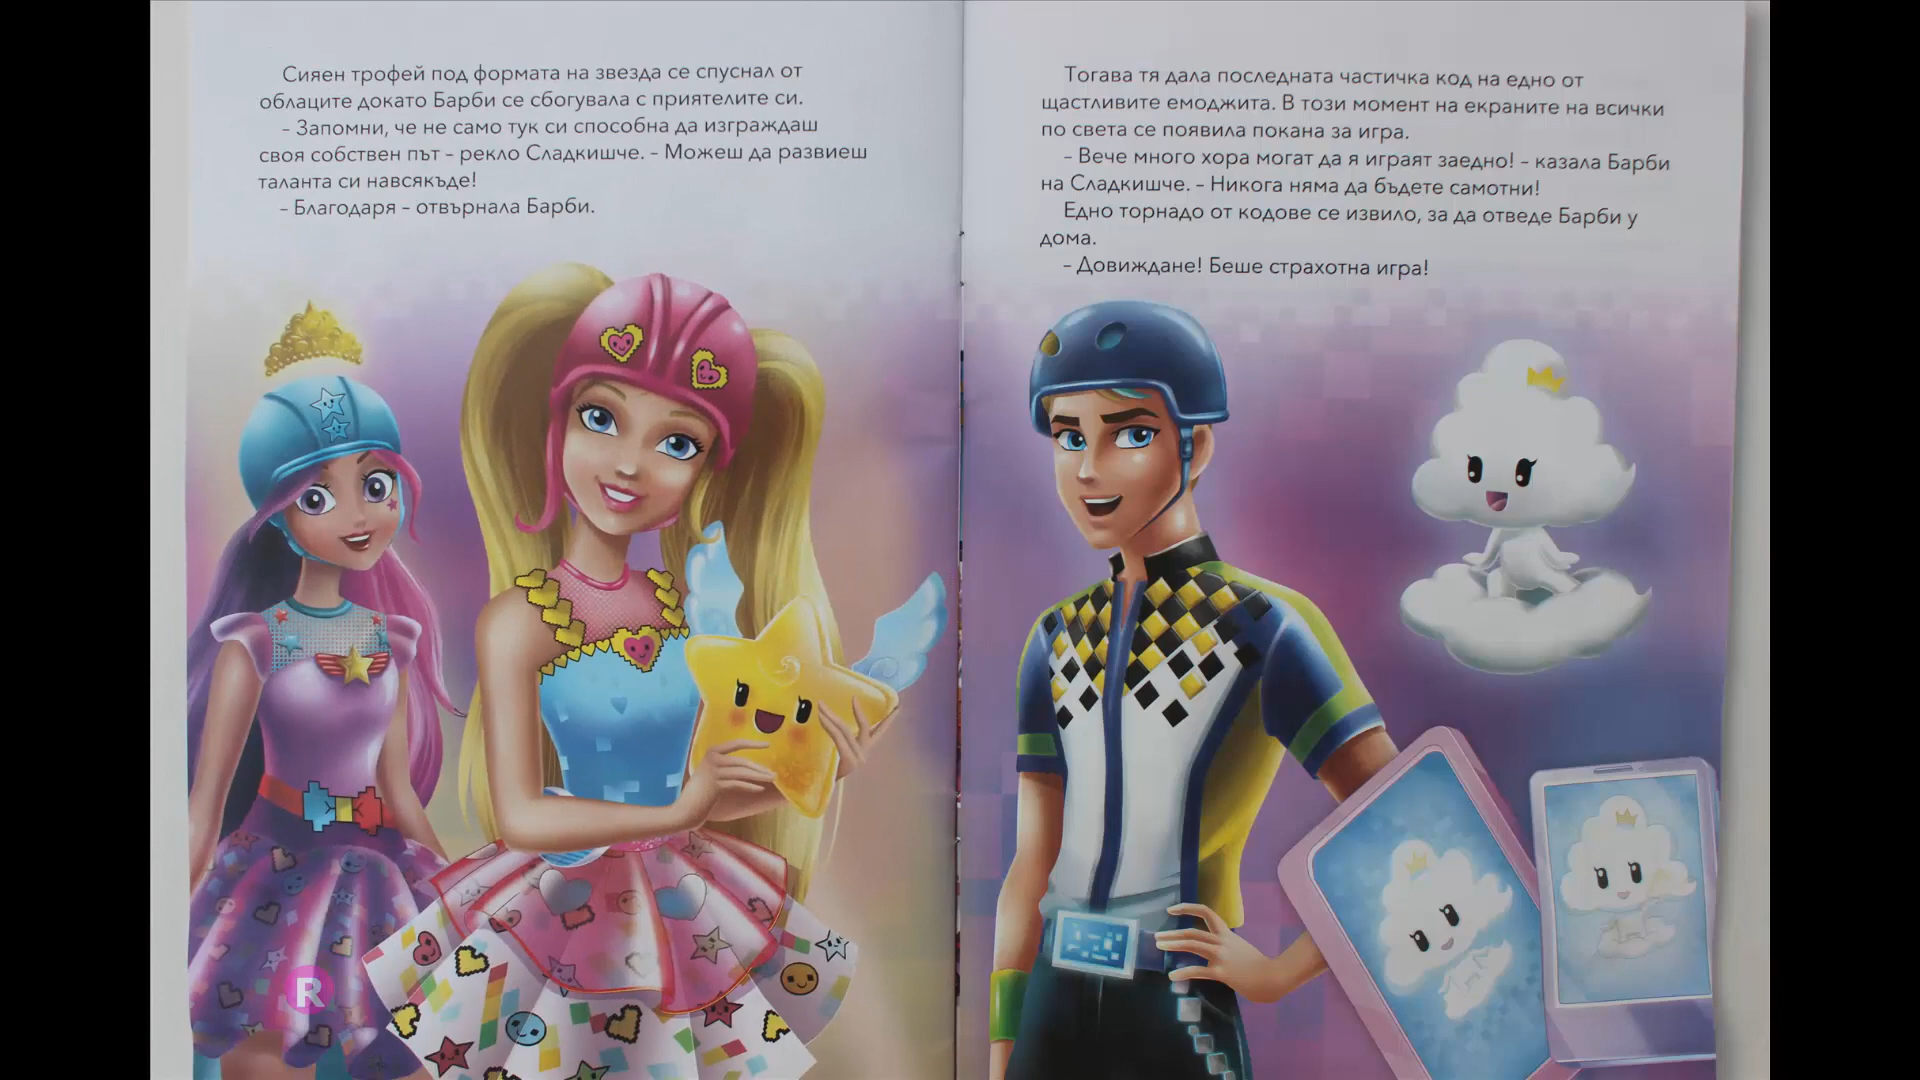 Сияен трофей под формата на звезда се спуснал от
облаците докато Барби се сбогувала с приятелите си.
– Запомни, че не само тук си способна да изграждаш
своя собствен път – рекло Сладкишче. – Можеш да развиеш
таланта си навсякъде!
– Благодаря – отвърнала Барби.
Тогава тя дала последната частичка код на едно от
щастливите емоджита. В този момент на екраните на всички
по света се появила покана за игра.
– Вече много хора могат да я играят заедно! – казала Барби
на Сладкишче. – Никога няма да бъдете самотни!
Едно торнадо от кодове се извило, за да отведе Барби у
дома.
– Довиждане! Беше страхотна игра!
R